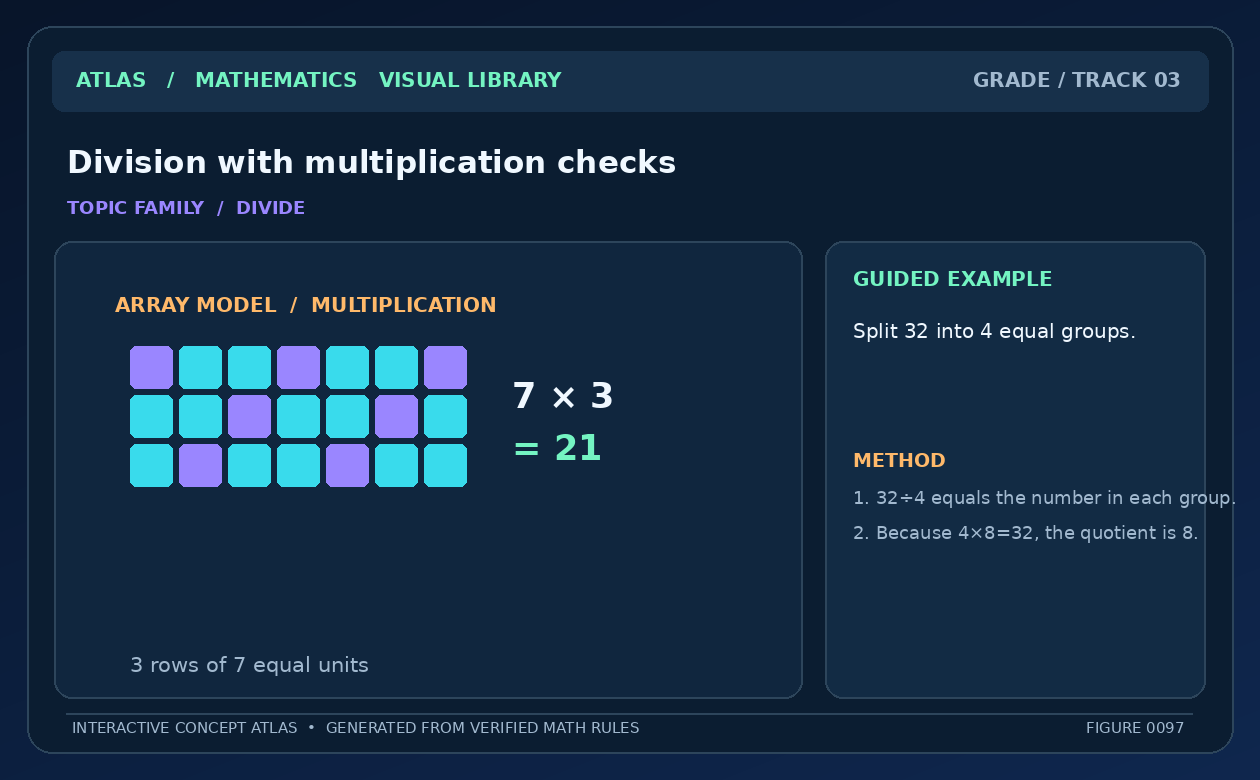 ATLAS / MATHEMATICS VISUAL LIBRARY
GRADE / TRACK 03
Division with multiplication checks
TOPIC FAMILY / DIVIDE
ARRAY MODEL / MULTIPLICATION
7 × 3
= 21
3 rows of 7 equal units
GUIDED EXAMPLE
Split 32 into 4 equal groups.
METHOD
1. 32÷4 equals the number in each group.
2. Because 4×8=32, the quotient is 8.
INTERACTIVE CONCEPT ATLAS • GENERATED FROM VERIFIED MATH RULES
FIGURE 0097